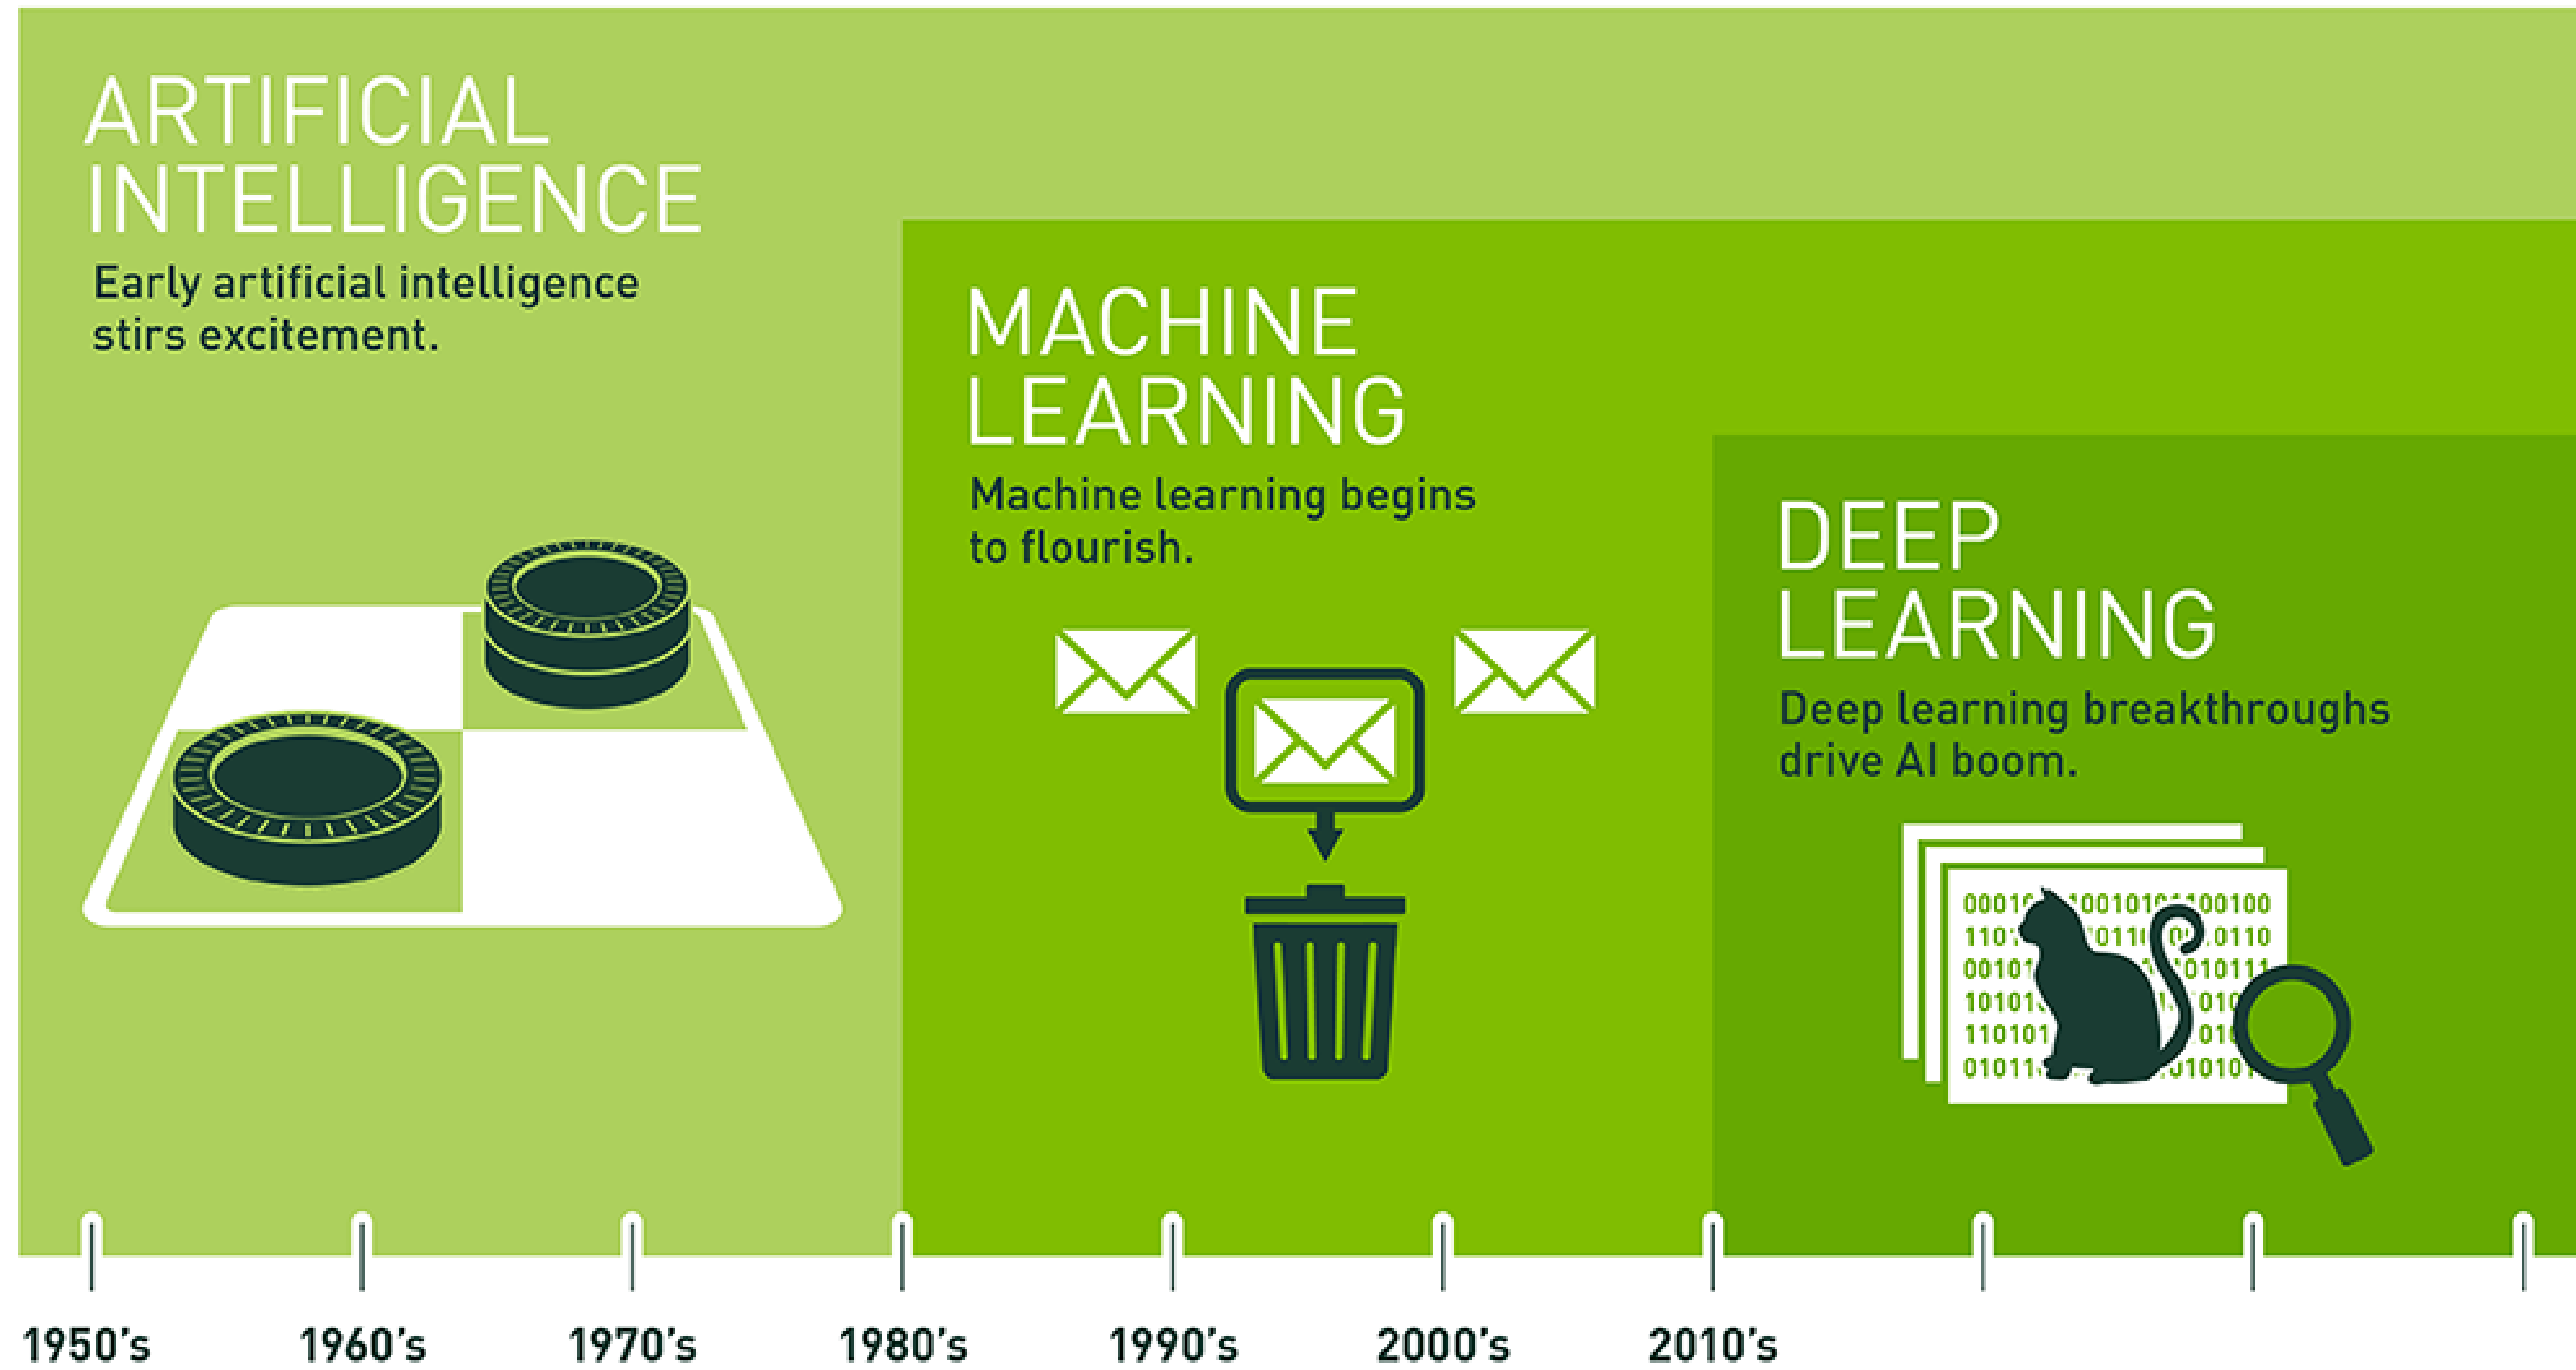 ARTIFICIAL
INTELLIGENCE
Early artificial intelligence
stirs excitement.
MACHINE
LEARNING
Machine learning begins
to flourish.
DEEP
LEARNING
Deep learning breakthroughs
drive AI boom.
1950's 1960's 1970's 1980's 1990's 2000's 2010's